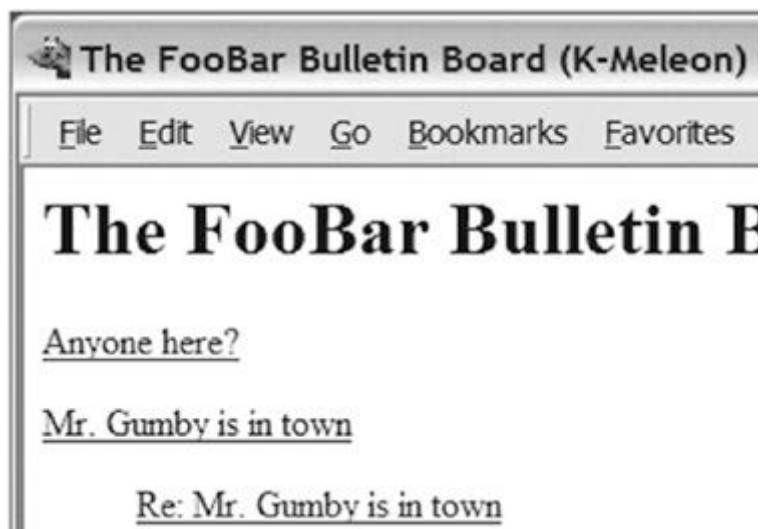 The FooBar Bulletin Board (K-Meleon)
File Edit View Go Bookmarks Favorites
The FooBar Bulletin B
Anyone here?
Mr. Gumby is in town
Re: Mr. Gumby is in town